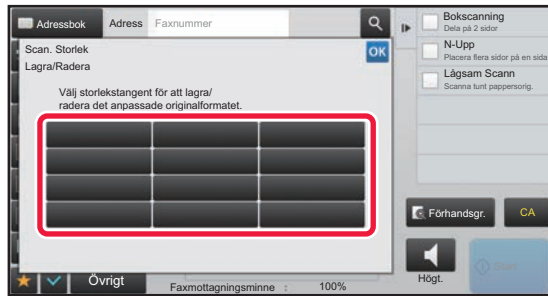 Adressbok
Adress
Faxnummer
Scan. Storlek
OK
Lagra/Radera
Välj storlekstangent för att lagra/
radera det anpassade originalformatet.
Övrigt
Faxmottagningsminne : 100%
Bokscanning
Dela på 2 sidor
N-Upp
Placera flera sidor på en sida
Lågsam Scann
Scanna tunt pappersorig.
Förhandsgr.
CA
Högt.
Start